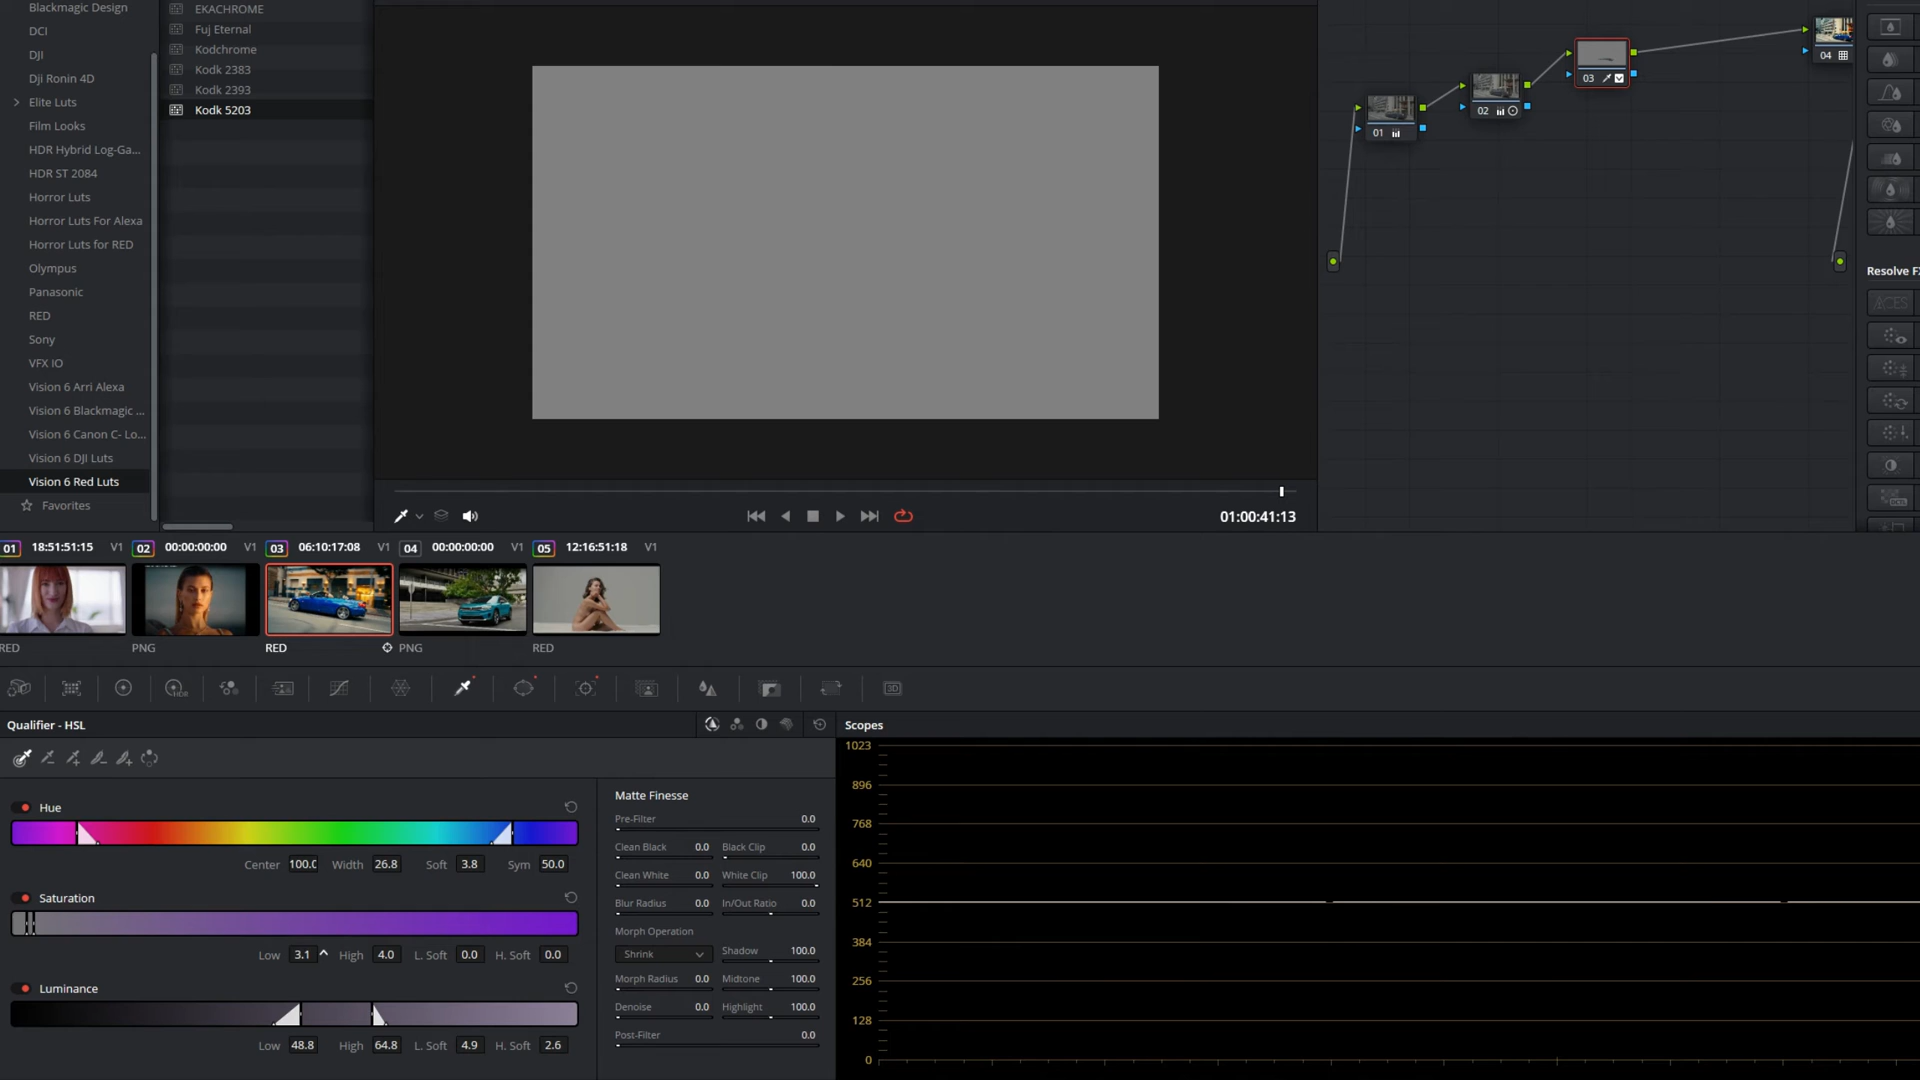 Blackmagic Design
DCI
DJI
Dji Ronin 4D
Elite Luts
Film Looks
HDR Hybrid Log-Ga...
HDR ST 2084
Horror Luts
Horror Luts For Alexa
Horror Luts for RED
Olympus
Panasonic
RED
Sony
VFX IO
Vision 6 Arri Alexa
Vision 6 Blackmagic ...
Vision 6 Canon C- Lo...
Vision 6 DJI Luts
Vision 6 Red Luts
Favorites
EKACHROME
Fuj Eternal
Kodchrome
Kodk 2383
Kodk 2393
Kodk 5203
01:00:41:13
01
02
03
04
Resolve FX
ACES
01 18:51:51:15 V1 02 00:00:00:00 V1 03 06:10:17:08 V1 04 00:00:00:00 V1 05 12:16:51:18 V1
RED PNG RED PNG RED
3D
Qualifier - HSL
Hue
Center 100.0 Width 26.8 Soft 3.8 Sym 50.0
Saturation
Low 3.1 High 4.0 L. Soft 0.0 H. Soft 0.0
Luminance
Low 48.8 High 64.8 L. Soft 4.9 H. Soft 2.6
Matte Finesse
Pre-Filter 0.0
Clean Black 0.0 Black Clip 0.0
Clean White 0.0 White Clip 100.0
Blur Radius 0.0 In/Out Ratio 0.0
Morph Operation
Shrink Shadow 100.0
Morph Radius 0.0 Midtone 100.0
Denoise 0.0 Highlight 100.0
Post-Filter 0.0
Scopes
1023
896
768
640
512
384
256
128
0